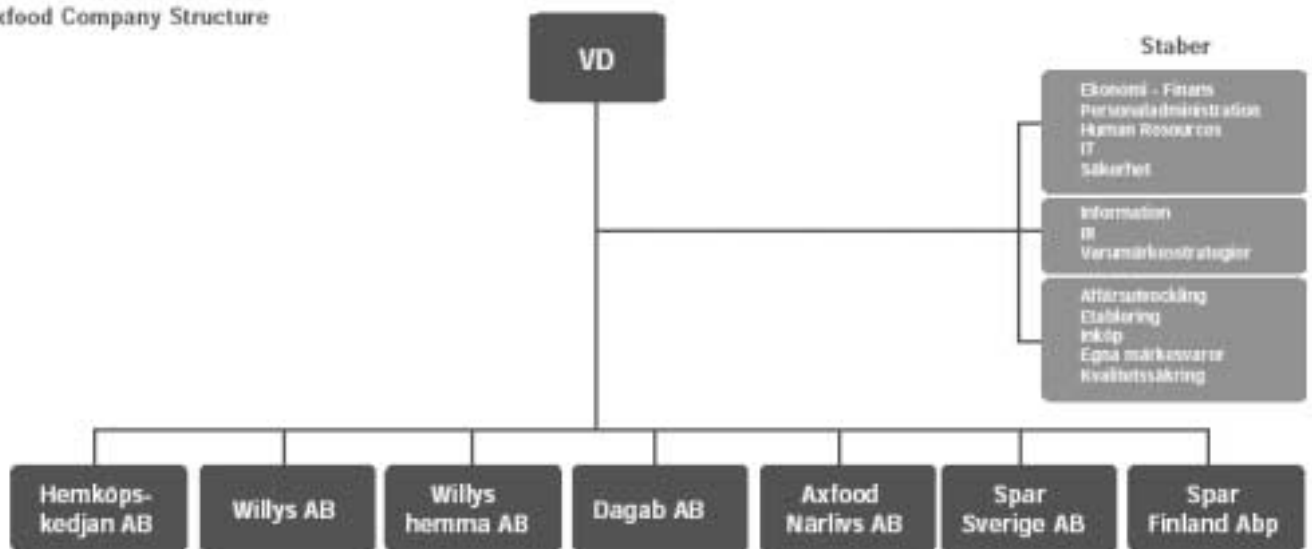 xfood Company Structure
VD
Staber
Ekonomi - Finans
Personaladministration
Human Resources
IT
Säkerhet
Information
IR
Varumärkesstrategier
Affärsutveckling
Etablering
Inköp
Egna märkesvaror
Kvalitetssäkring
Hemköps-
kedjan AB
Willys AB
Willys
hemma AB
Dagab AB
Axfood
Närlivs AB
Spar
Sverige AB
Spar
Finland Abp